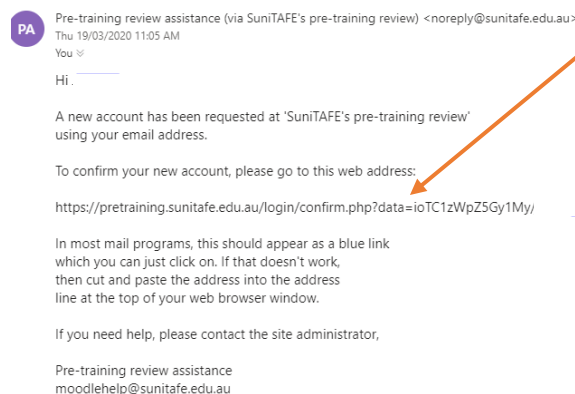 PA
Pre-training review assistance (via SuniTAFE's pre-training review) <noreply@sunitafe.edu.au>
Thu 19/03/2020 11:05 AM
You
Hi .
A new account has been requested at 'SuniTAFE's pre-training review'
using your email address.
To confirm your new account, please go to this web address:
https://pretraining.sunitafe.edu.au/login/confirm.php?data=ioTC1zWpZ5Gy1My/
In most mail programs, this should appear as a blue link
which you can just click on. If that doesn't work,
then cut and paste the address into the address
line at the top of your web browser window.
If you need help, please contact the site administrator,
Pre-training review assistance
moodlehelp@sunitafe.edu.au